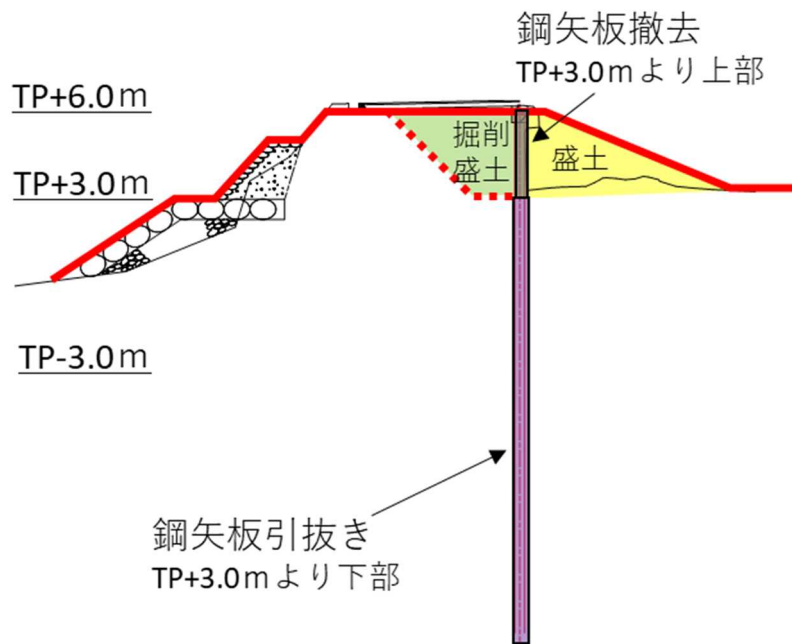 鋼矢板撤去
TP+3.0mより上部
TP+6.0m
掘削
盛土
盛土
TP+3.0m
TP-3.0m
鋼矢板引抜き
TP+3.0mより下部